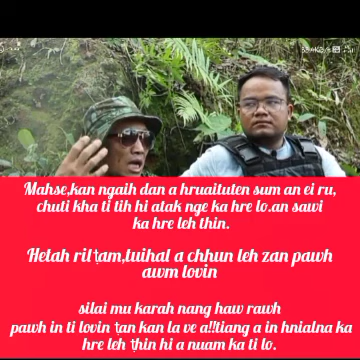 Mahse,kan ngaih dan a hruaituten sum an ei ru,
chuti kha ti tih hi atak nge ka hre lo.an sawi
ka hre leh thin.
Hetah ril ṭam,tuihal a chhun leh zan pawh
awm lovin
silai mu karah nang haw rawh
pawh in ti lovin ṭan kan la ve a!!tiang a in hnialna ka
hre leh ṭhin hi a nuam ka ti lo.